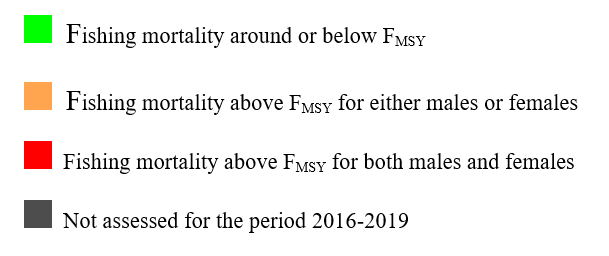 Fishing mortality around or below FMSY
Fishing mortality above FMSY for either males or females
Fishing mortality above FMSY for both males and females
Not assessed for the period 2016-2019